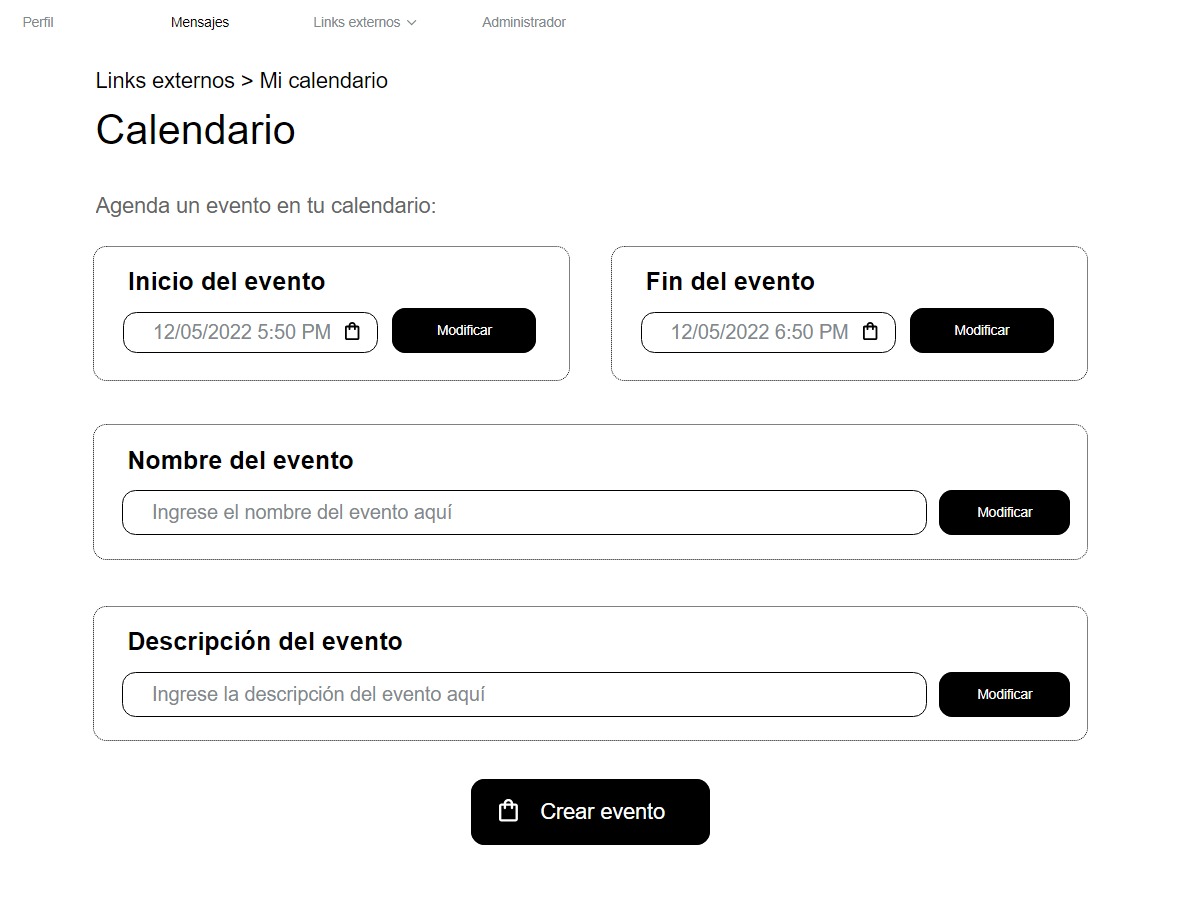 Perfil Mensajes Links externos Administrador
Links externos > Mi calendario
Calendario
Agenda un evento en tu calendario:
Inicio del evento
12/05/2022 5:50 PM Modificar
Fin del evento
12/05/2022 6:50 PM Modificar
Nombre del evento
Ingrese el nombre del evento aquí Modificar
Descripción del evento
Ingrese la descripción del evento aquí Modificar
Crear evento